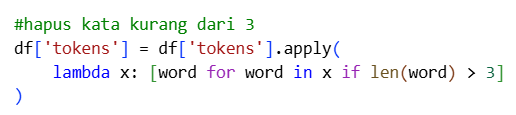 #hapus kata kurang dari 3
df['tokens'] = df['tokens'].apply(
    lambda x: [word for word in x if len(word) > 3]
)